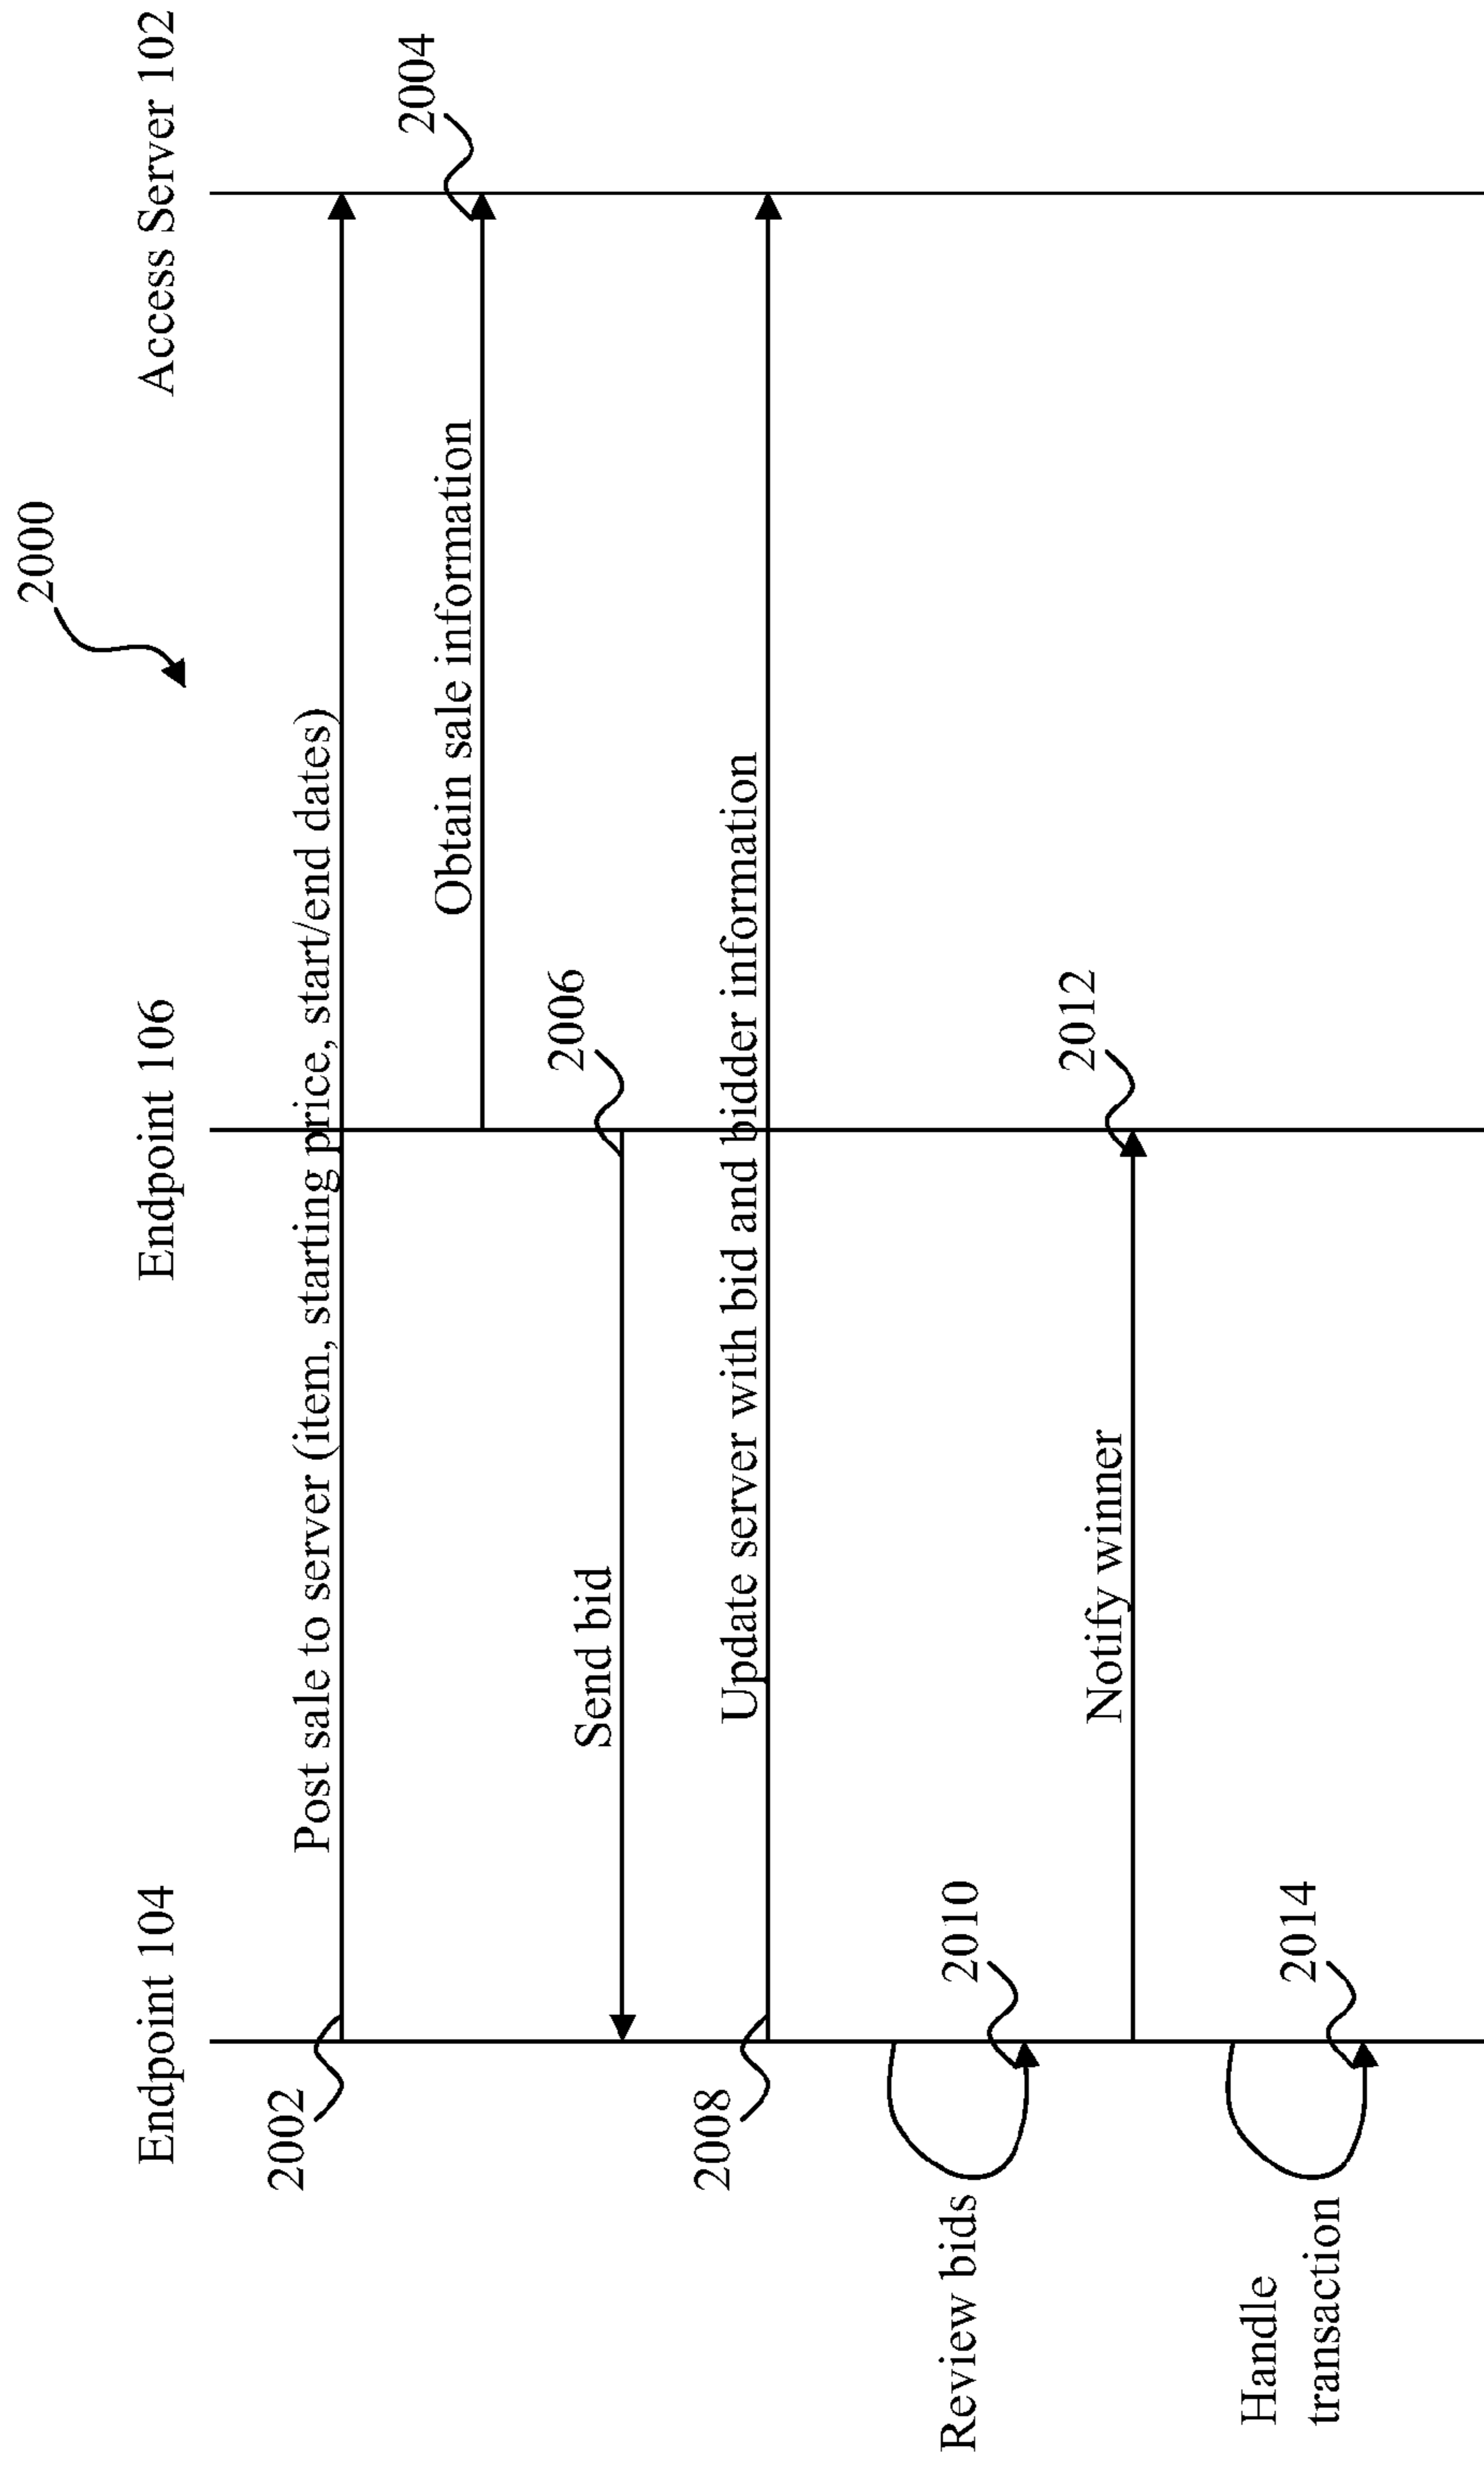 2000
Endpoint 104
Endpoint 106
Access Server 102
2002
Post sale to server (item, starting price, start/end dates)
2004
Obtain sale information
2006
Send bid
2008
Update server with bid and bidder information
Review bids
2010
2012
Notify winner
Handle
transaction
2014